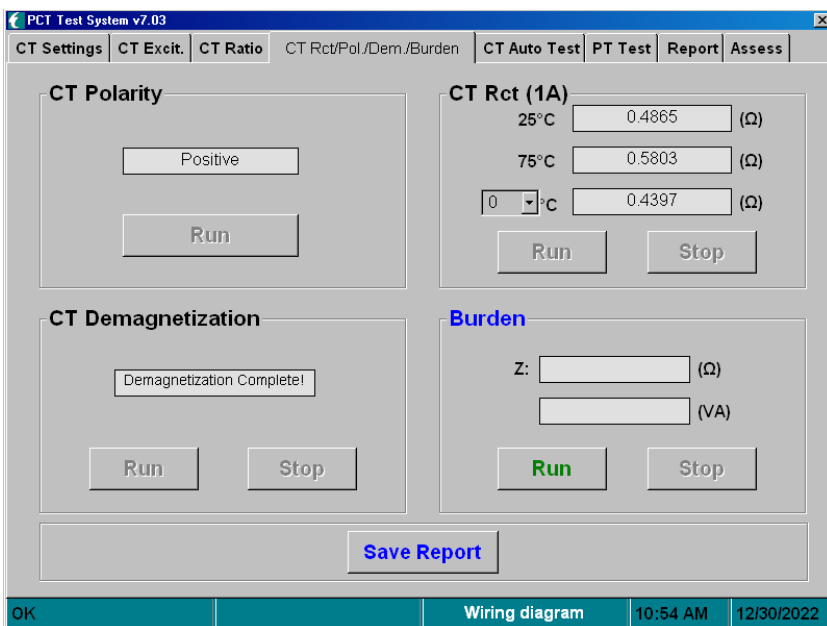 PCT Test System v7.03
CT Settings CT Excit. CT Ratio CT Rct/Pol./Dem./Burden CT Auto Test PT Test Report Assess
CT Polarity
Positive
Run
CT Rct (1A)
25°C 0.4865 (Ω)
75°C 0.5803 (Ω)
0 °C 0.4397 (Ω)
Run Stop
CT Demagnetization
Demagnetization Complete!
Run Stop
Burden
Z: (Ω)
(VA)
Run Stop
Save Report
OK Wiring diagram 10:54 AM 12/30/2022